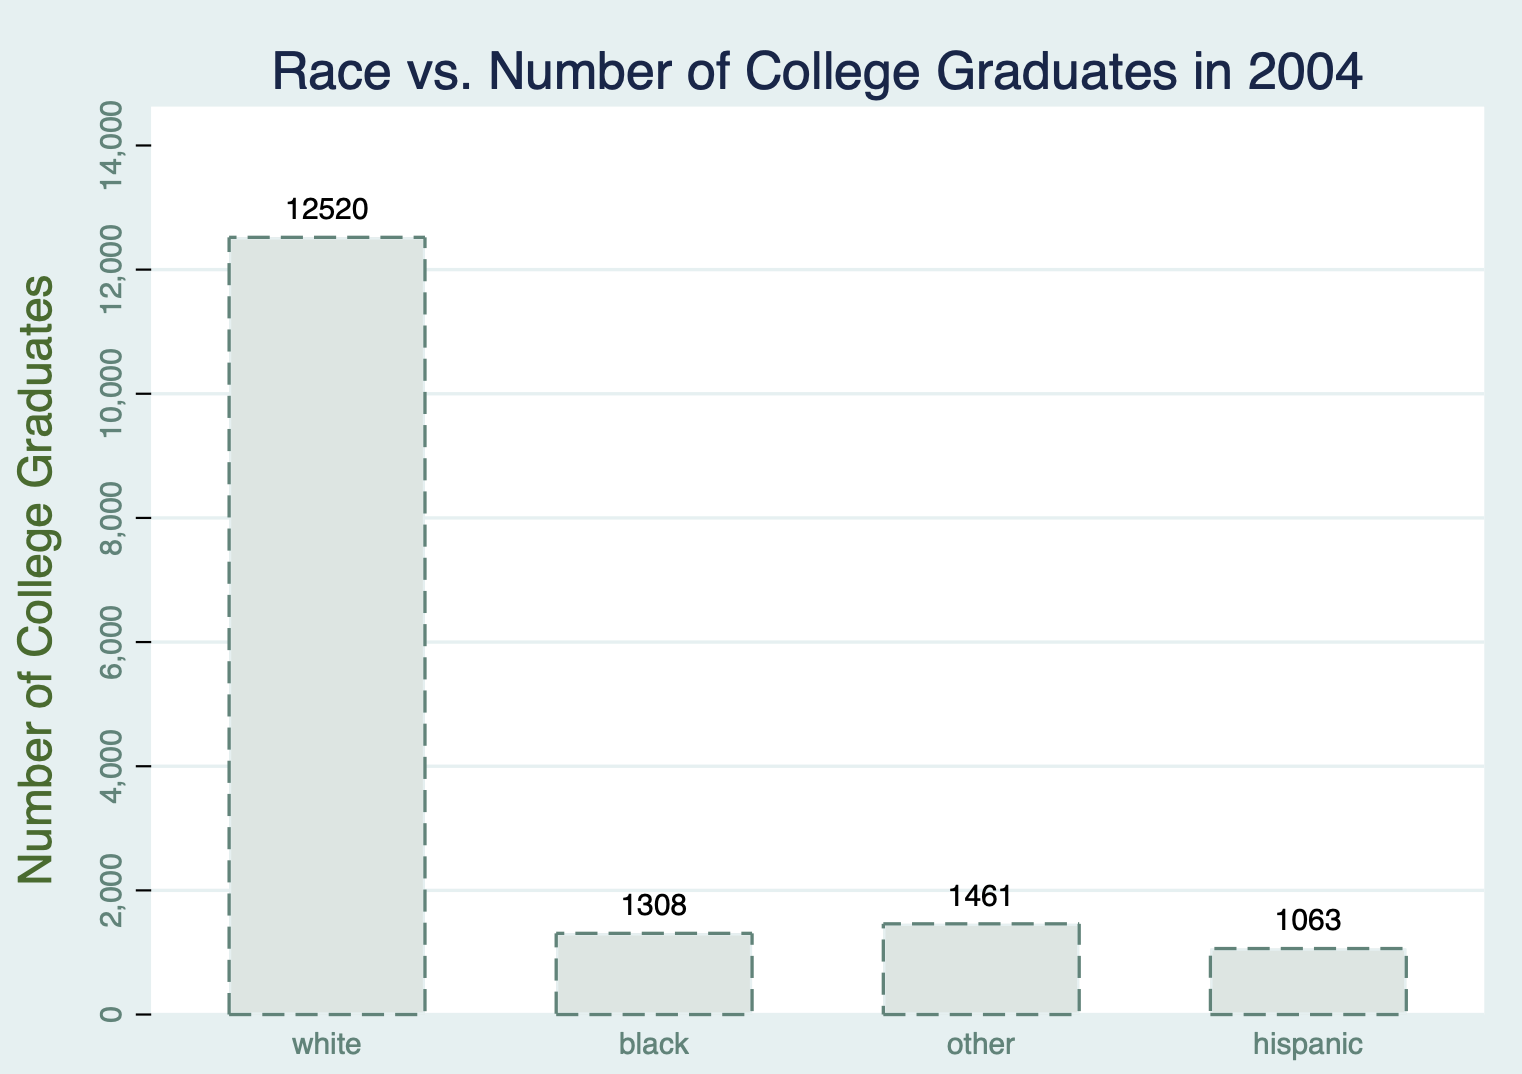 Race vs. Number of College Graduates in 2004
Number of College Graduates
14,000
12,000
10,000
8,000
6,000
4,000
2,000
0
12520
1308
1461
1063
white
black
other
hispanic